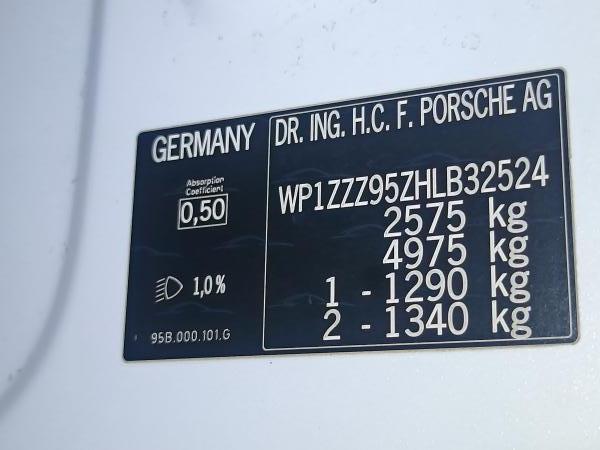 GERMANY
Absorption
Coefficient
0,50
1,0%
95B.000.101.G
DR. ING. H.C. F. PORSCHE AG
WP1ZZZ95ZHLB32524
2575 kg
4975 kg
1 - 1290 kg
2 - 1340 kg